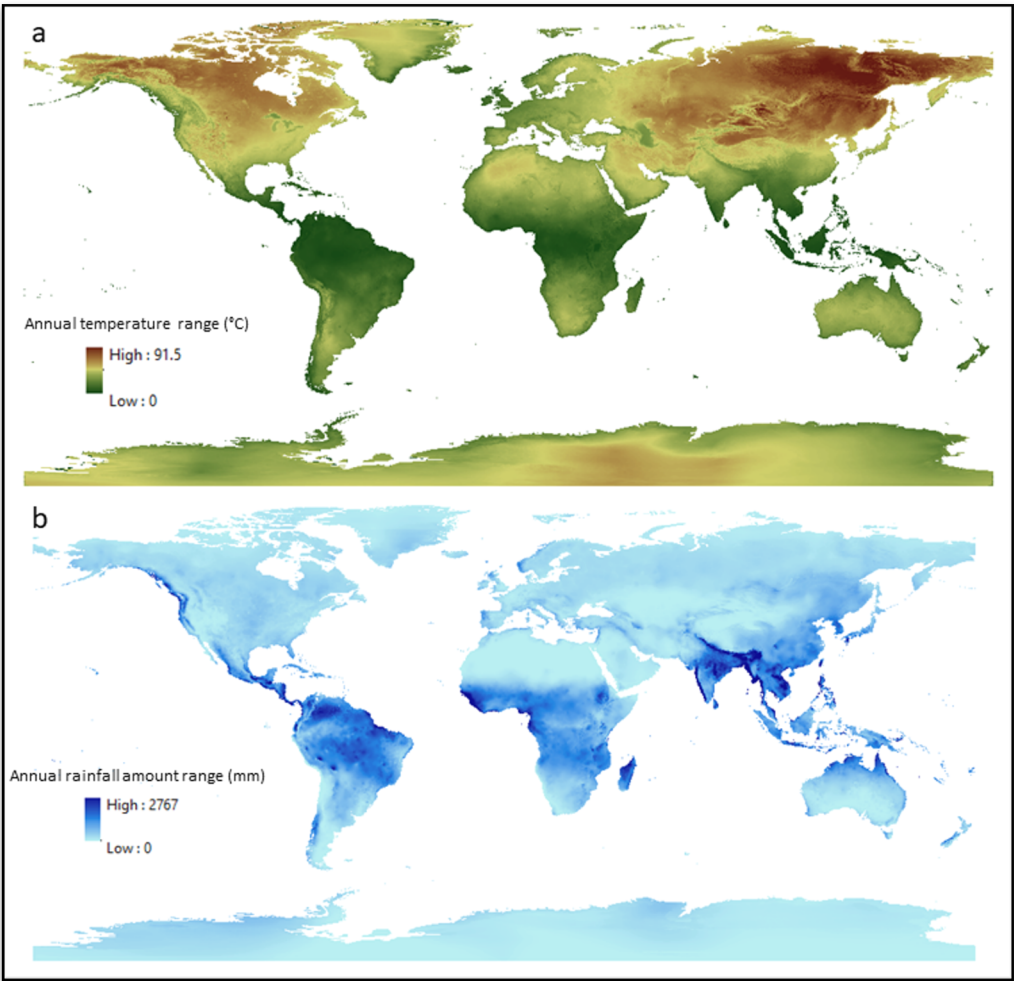 a
Annual temperature range (°C)
High : 91.5
Low : 0
b
Annual rainfall amount range (mm)
High : 2767
Low : 0